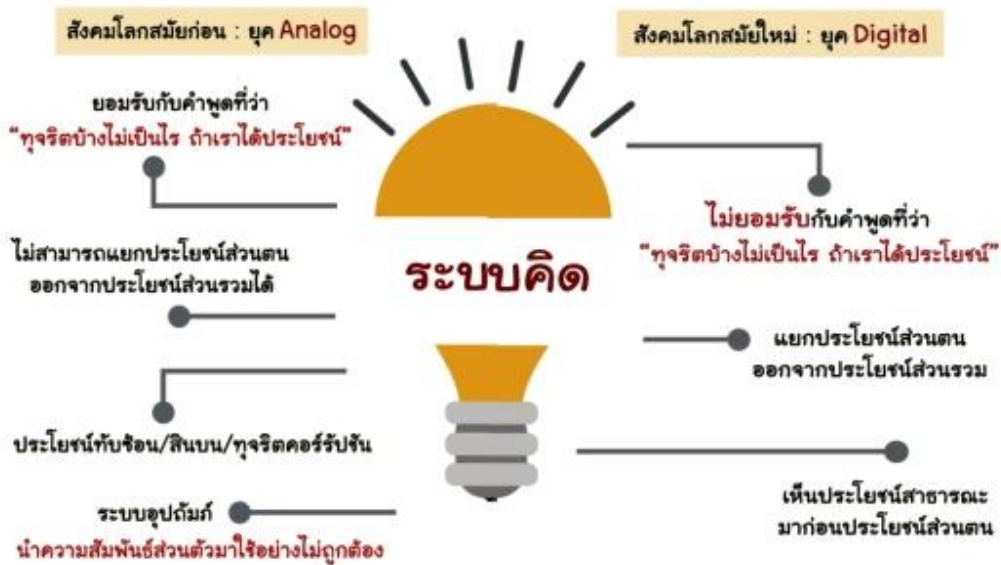 สังคมโลกสมัยก่อน : ยุค Analog
ยอมรับกับคำพูดที่ว่า
“ทุจริตบ้างไม่เป็นไร ถ้าเราได้ประโยชน์”
ไม่สามารถแยกประโยชน์ส่วนตน
ออกจากประโยชน์ส่วนรวมได้
ประโยชน์ทับซ้อน/สินบน/ทุจริตคอร์รัปชัน
ระบบอุปถัมภ์
นำความสัมพันธ์ส่วนตัวมาใช้อย่างไม่ถูกต้อง
ระบบคิด
สังคมโลกสมัยใหม่ : ยุค Digital
ไม่ยอมรับกับคำพูดที่ว่า
“ทุจริตบ้างไม่เป็นไร ถ้าเราได้ประโยชน์”
แยกประโยชน์ส่วนตน
ออกจากประโยชน์ส่วนรวม
เห็นประโยชน์สาธารณะ
มาก่อนประโยชน์ส่วนตน